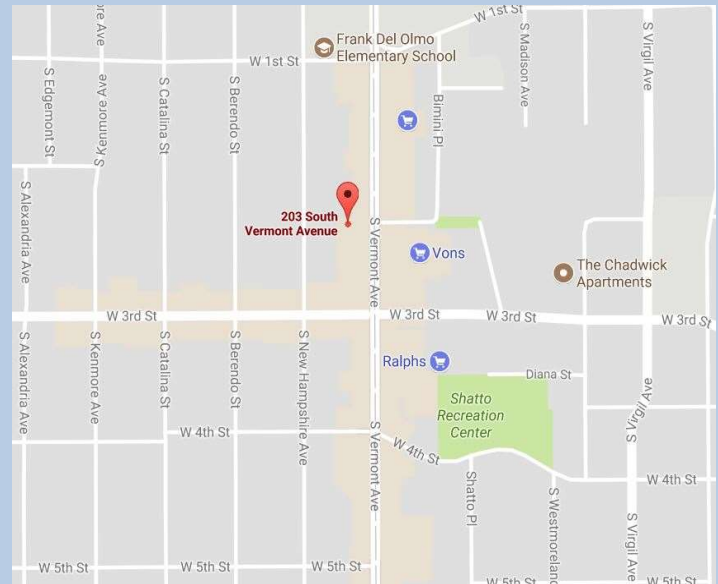 W 1st St
ore Ave
Frank Del Olmo
Elementary School
W 1st St
S Edgemont St
S Kenmore Ave
S Catalina St
S Berendo St
Bimini Pl
S Madison Ave
S Virgil Ave
S Alexandria Ave
203 South
Vermont Avenue
S Vermont Ave
Vons
The Chadwick
Apartments
W 3rd St
W 3rd St
W 3rd St
W 3rd St
S Alexandria Ave
S Kenmore Ave
S Catalina St
S Berendo St
S New Hampshire Ave
Ralphs
Diana St
Shatto
Recreation
Center
S Virgil Ave
W 4th St
S Vermont Ave
W 4th St
W 4th St
Shatto Pl
S Westmoreland
S Virgil Ave
W 5th St
W 5th St
W 5th St
W 5th St
W 5th St